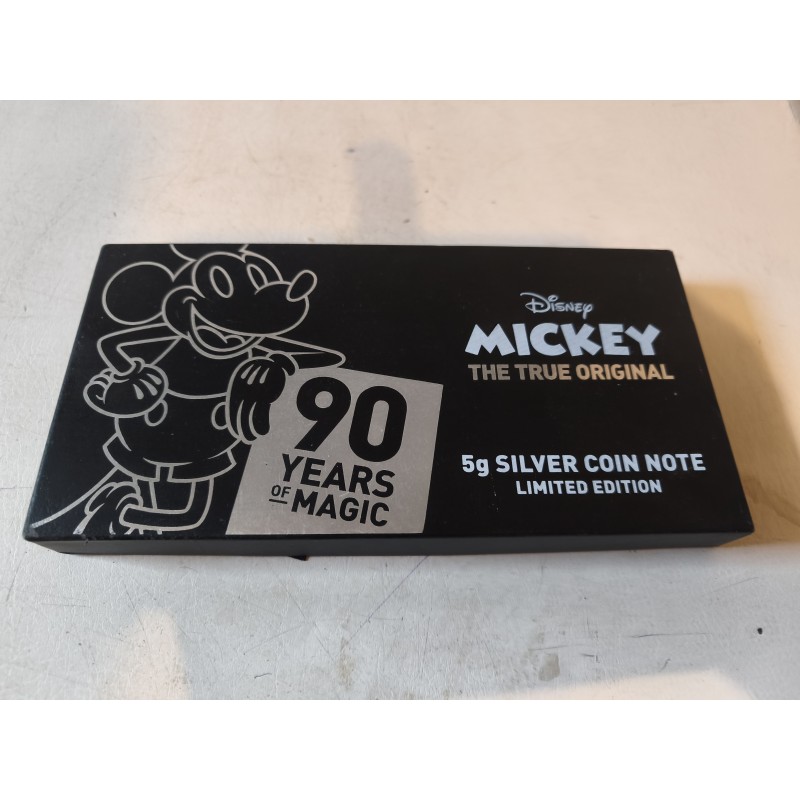 90
YEARS
OF MAGIC
Disney
MICKEY
THE TRUE ORIGINAL
5g SILVER COIN NOTE
LIMITED EDITION